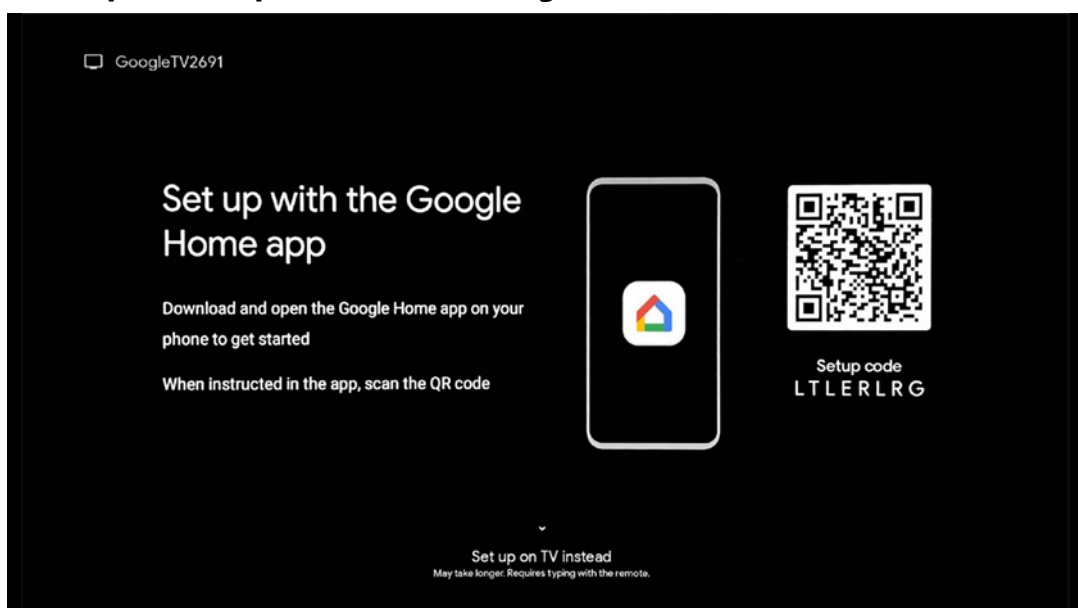 GoogleTV2691
Set up with the Google
Home app
Download and open the Google Home app on your
phone to get started
When instructed in the app, scan the QR code
Setup code
LTLERLRG
Set up on TV instead
May take longer. Requires typing with the remote.